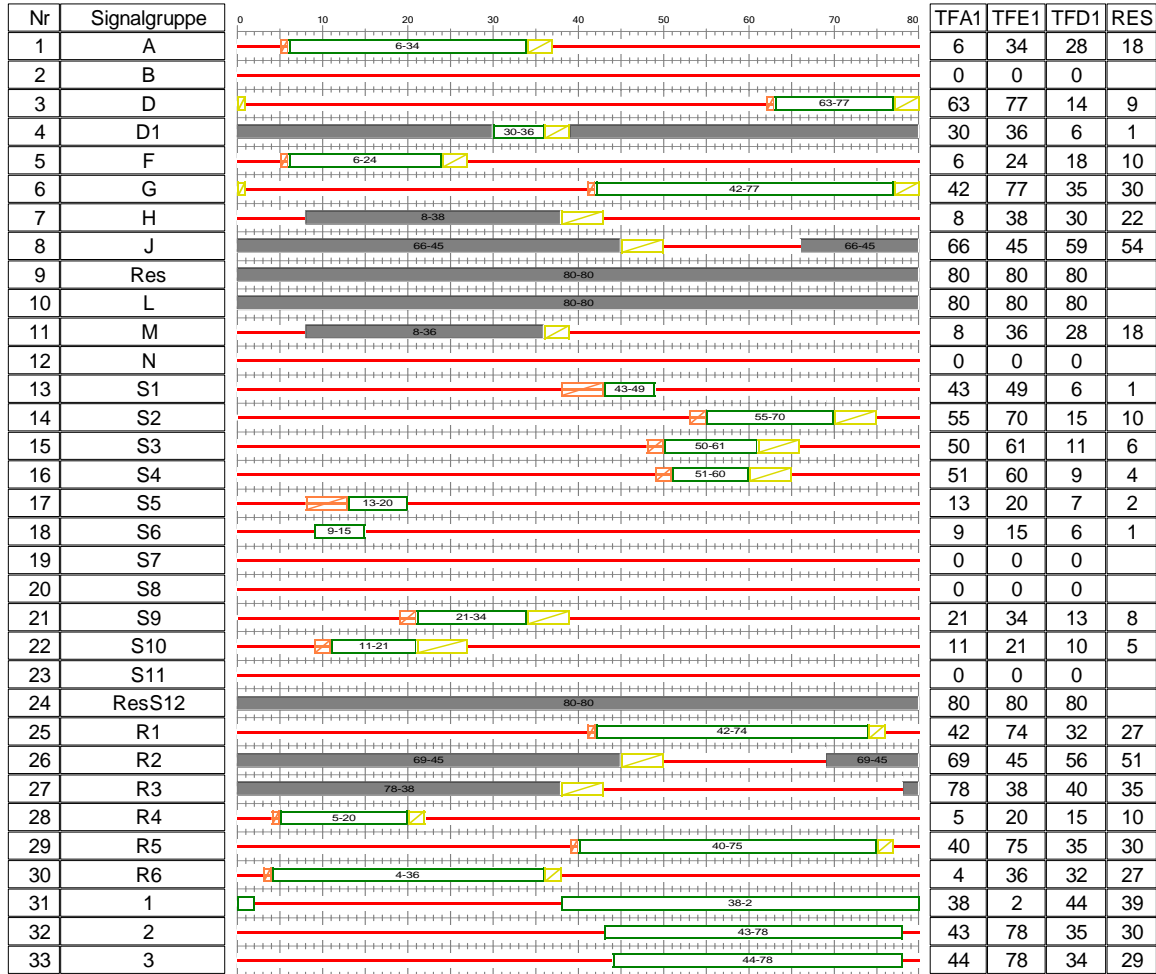 Nr Signalgruppe 0 10 20 30 40 50 60 70 80 TFA1 TFE1 TFD1 RES
1 A 6-34 6 34 28 18
2 B 0 0 0
3 D 63-77 63 77 14 9
4 D1 30-36 30 36 6 1
5 F 6-24 6 24 18 10
6 G 42-77 42 77 35 30
7 H 8-38 8 38 30 22
8 J 66-45 66-45 66 45 59 54
9 Res 80-80 80 80 80
10 L 80-80 80 80 80
11 M 8-36 8 36 28 18
12 N 0 0 0
13 S1 43-49 43 49 6 1
14 S2 55-70 55 70 15 10
15 S3 50-61 50 61 11 6
16 S4 51-60 51 60 9 4
17 S5 13-20 13 20 7 2
18 S6 9-15 9 15 6 1
19 S7 0 0 0
20 S8 0 0 0
21 S9 21-34 21 34 13 8
22 S10 11-21 11 21 10 5
23 S11 0 0 0
24 ResS12 80-80 80 80 80
25 R1 42-74 42 74 32 27
26 R2 69-45 69-45 69 45 56 51
27 R3 78-38 78 38 40 35
28 R4 5-20 5 20 15 10
29 R5 40-75 40 75 35 30
30 R6 4-36 4 36 32 27
31 1 38-2 38 2 44 39
32 2 43-78 43 78 35 30
33 3 44-78 44 78 34 29